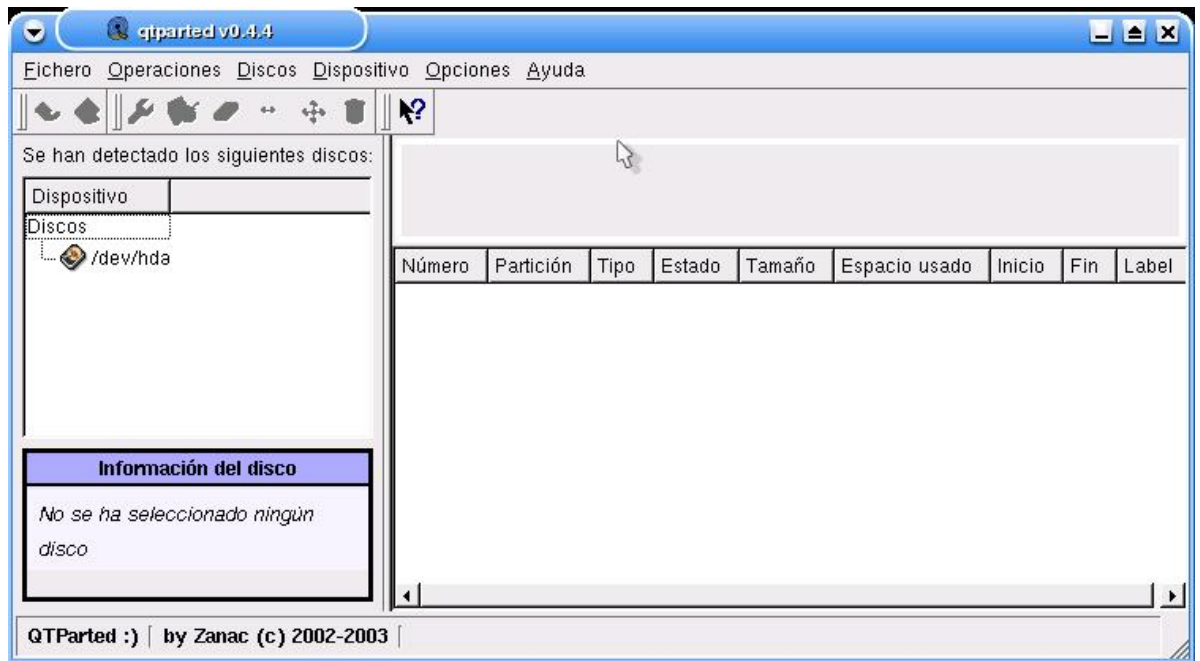 qtparted v0.4.4
Fichero Operaciones Discos Dispositivo Opciones Ayuda
Se han detectado los siguientes discos:
Dispositivo
Discos
/dev/hda
Número Partición Tipo Estado Tamaño Espacio usado Inicio Fin Label
Información del disco
No se ha seleccionado ningún
disco
QTParted :) by Zanac (c) 2002-2003